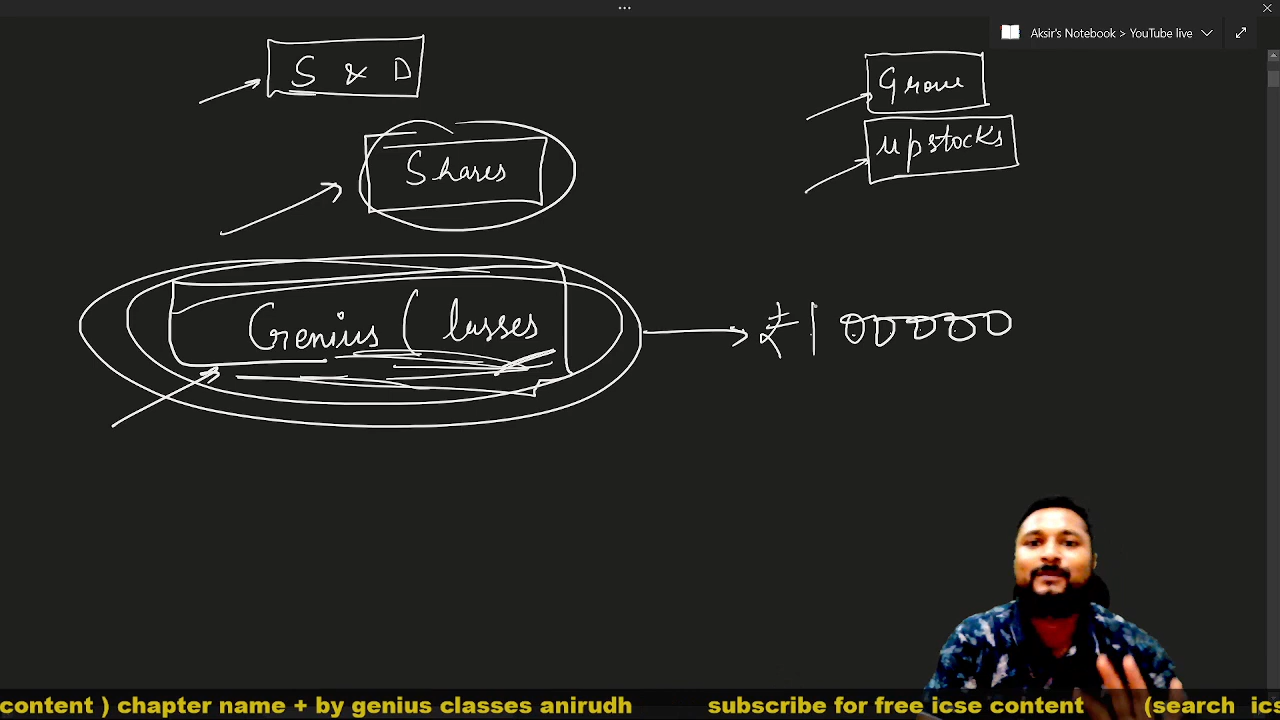 Aksir's Notebook > YouTube live
S & D
Grow
upstocks
Shares
Genius Classes
₹ 100000
content ) chapter name + by genius classes anirudh subscribe for free icse content (search ics